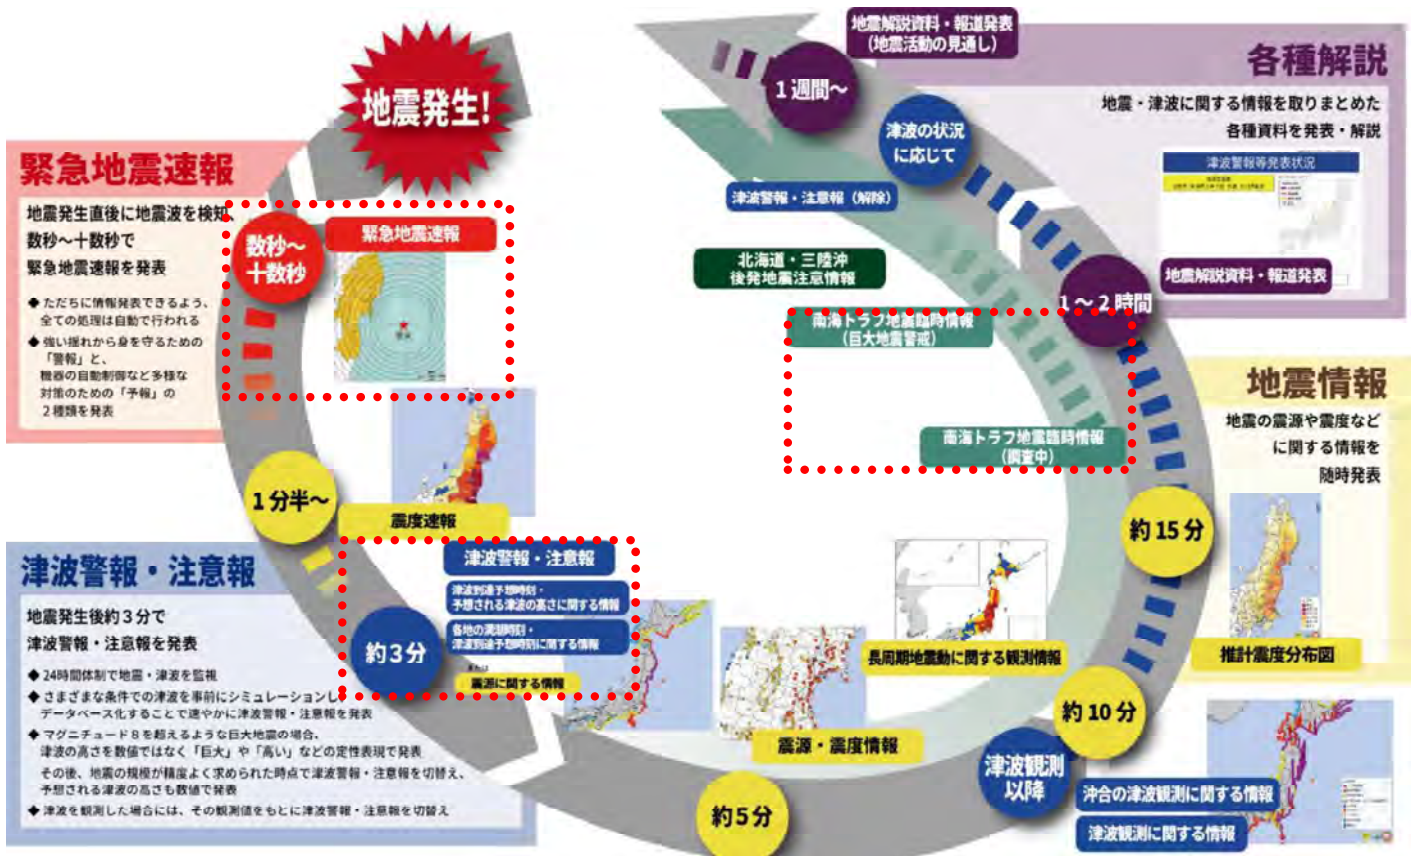 地震発生!
緊急地震速報
地震発生直後に地震波を検知、
数秒～十数秒で
緊急地震速報を発表
◆ ただちに情報発表できるよう、
全ての処理は自動で行われる
◆ 強い揺れから身を守るための
「警報」と、
機器の自動制御など多様な
対策のための「予報」の
２種類を発表
数秒～
十数秒
緊急地震速報
1分半～
震度速報
津波警報・注意報
地震発生後約３分で
津波警報・注意報を発表
◆ 24時間体制で地震・津波を監視
◆ さまざまな条件での津波を事前にシミュレーションし
データベース化することで速やかに津波警報・注意報を発表
◆ マグニチュード８を超えるような巨大地震の場合、
津波の高さを数値ではなく「巨大」や「高い」などの定性表現で発表
その後、地震の規模が精度よく求められた時点で津波警報・注意報を切替え、
予想される津波の高さも数値で発表
◆ 津波を観測した場合には、その観測値をもとに津波警報・注意報を切替え
約3分
津波警報・注意報
津波到達予想時刻・
予想される津波の高さに関する情報
各地の満潮時刻・
津波到達予想時刻に関する情報
または
震源に関する情報
約5分
震源・震度情報
長周期地震動に関する観測情報
約10分
津波観測
以降
沖合の津波観測に関する情報
津波観測に関する情報
約15分
推計震度分布図
地震情報
地震の震源や震度など
に関する情報を
随時発表
南海トラフ地震臨時情報
(調査中)
南海トラフ地震臨時情報
(巨大地震警戒)
1～2時間
北海道・三陸沖
後発地震注意情報
津波警報・注意報（解除）
津波の状況
に応じて
1週間～
地震解説資料・報道発表
(地震活動の見通し)
各種解説
地震・津波に関する情報を取りまとめた
各種資料を発表・解説
津波警報等発表状況
地震解説資料・報道発表